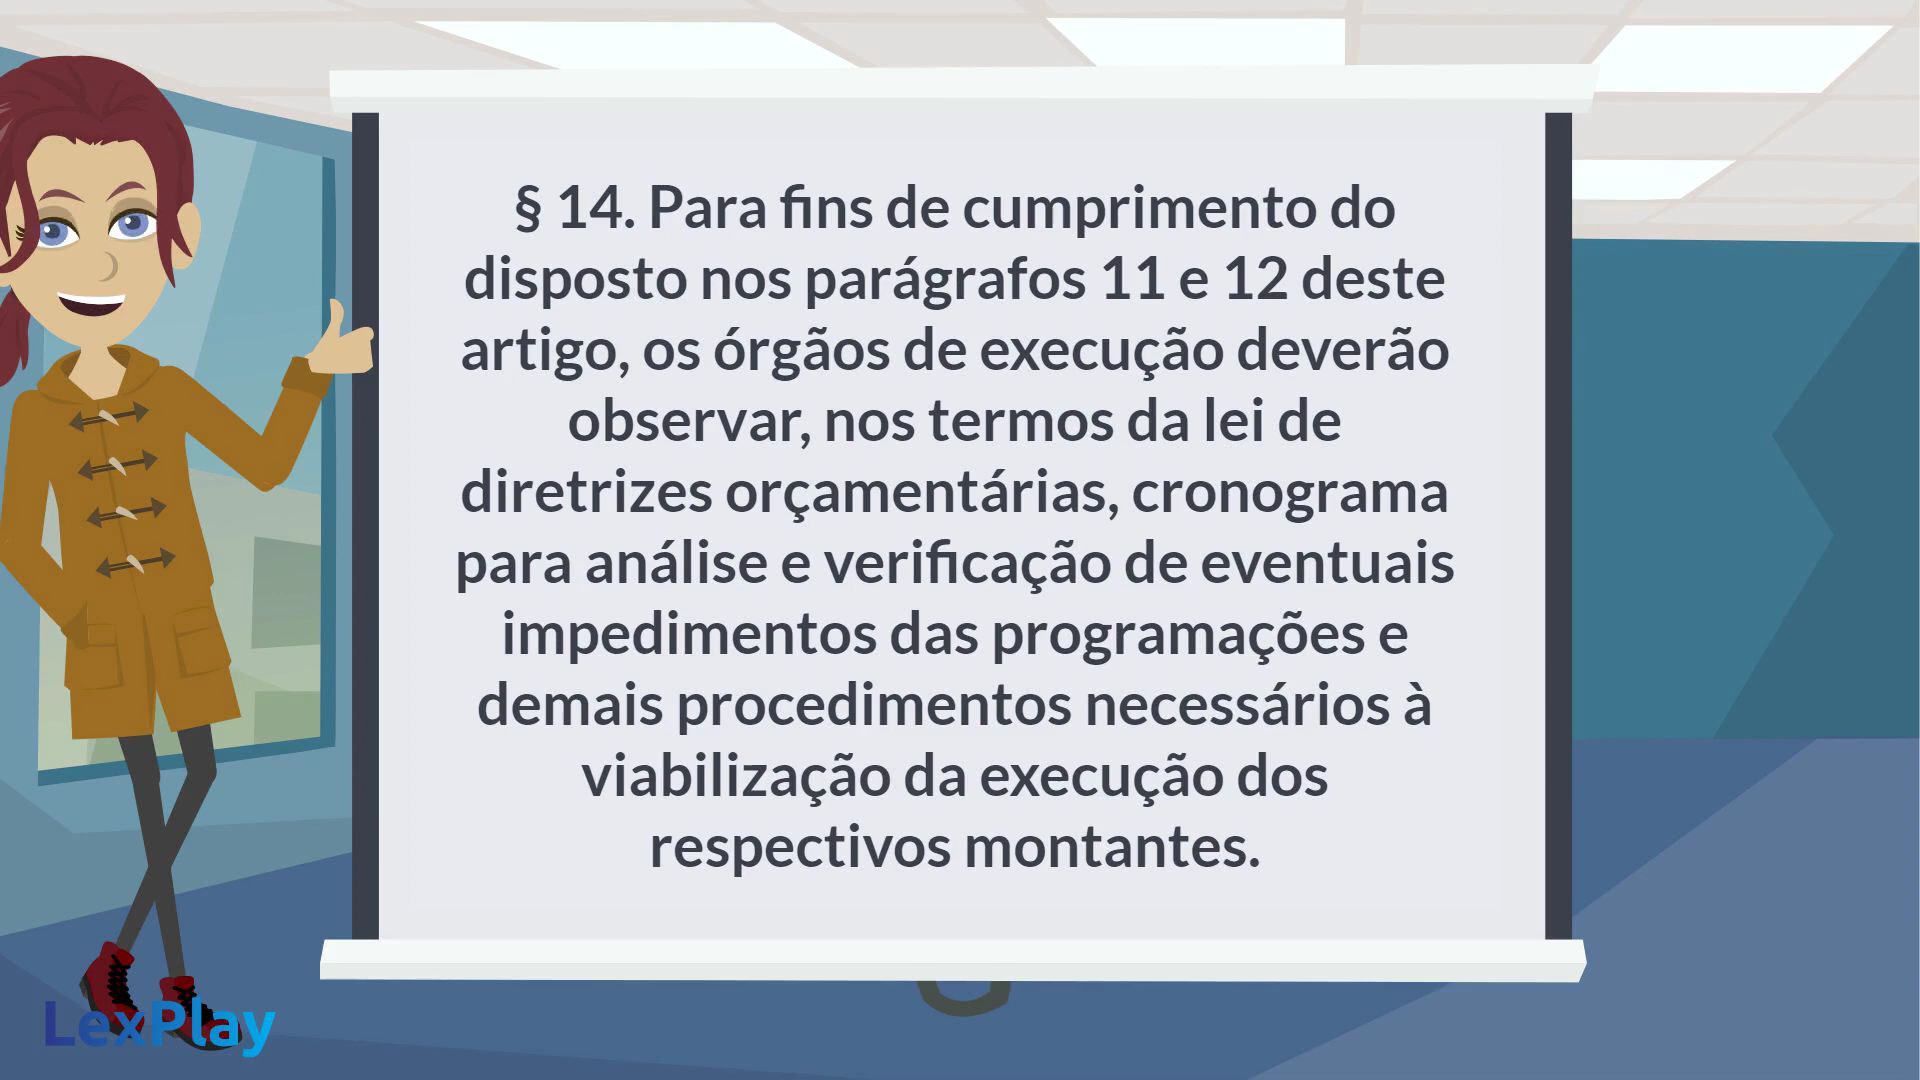 § 14. Para fins de cumprimento do
disposto nos parágrafos 11 e 12 deste
artigo, os órgãos de execução deverão
observar, nos termos da lei de
diretrizes orçamentárias, cronograma
para análise e verificação de eventuais
impedimentos das programações e
demais procedimentos necessários à
viabilização da execução dos
respectivos montantes.
LexPlay